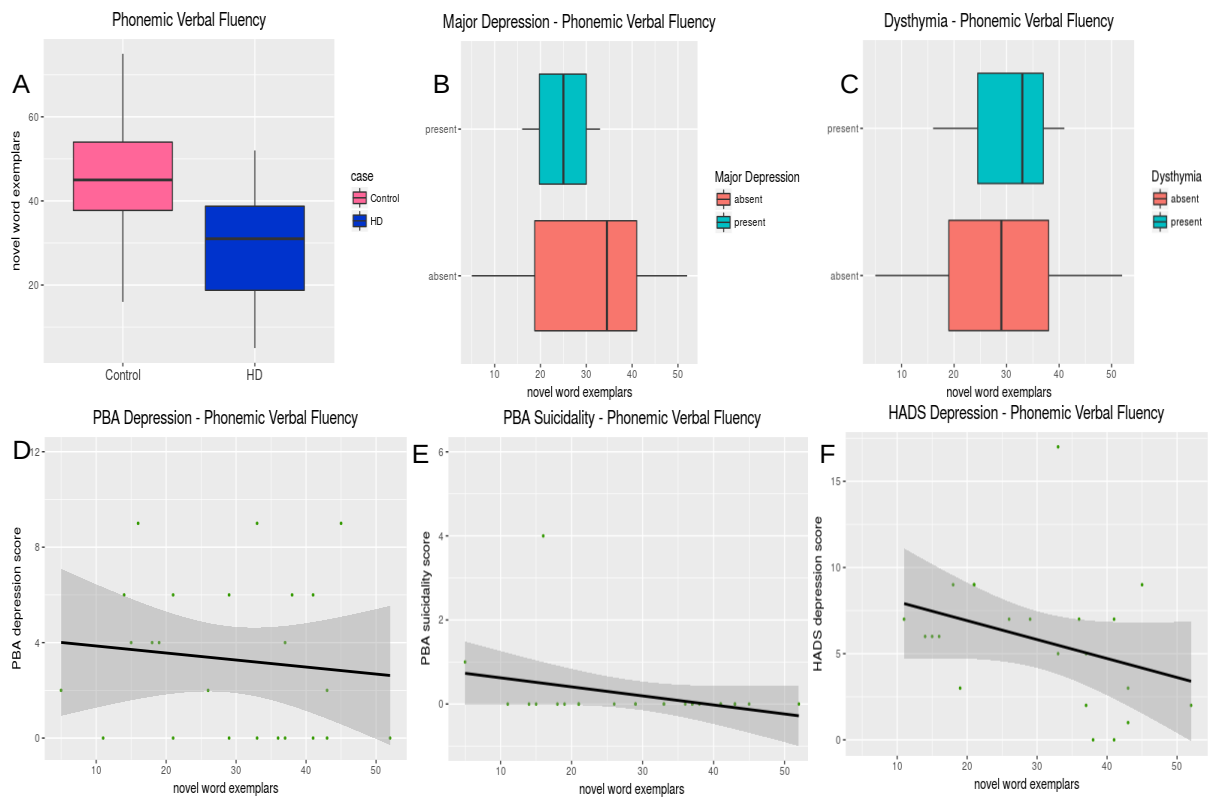 Phonemic Verbal Fluency
A
novel word exemplars
60
40
20
Control
HD
case
Control
HD
Major Depression - Phonemic Verbal Fluency
B
present
absent
10 20 30 40 50
novel word exemplars
Major Depression
absent
present
Dysthymia - Phonemic Verbal Fluency
C
present
absent
10 20 30 40 50
novel word exemplars
Dysthymia
absent
present
PBA Depression - Phonemic Verbal Fluency
D
PBA depression score
12
8
4
0
10 20 30 40 50
novel word exemplars
PBA Suicidality - Phonemic Verbal Fluency
E
PBA suicidality score
6
4
2
0
10 20 30 40 50
novel word exemplars
HADS Depression - Phonemic Verbal Fluency
F
HADS depression score
15
10
5
0
10 20 30 40 50
novel word exemplars